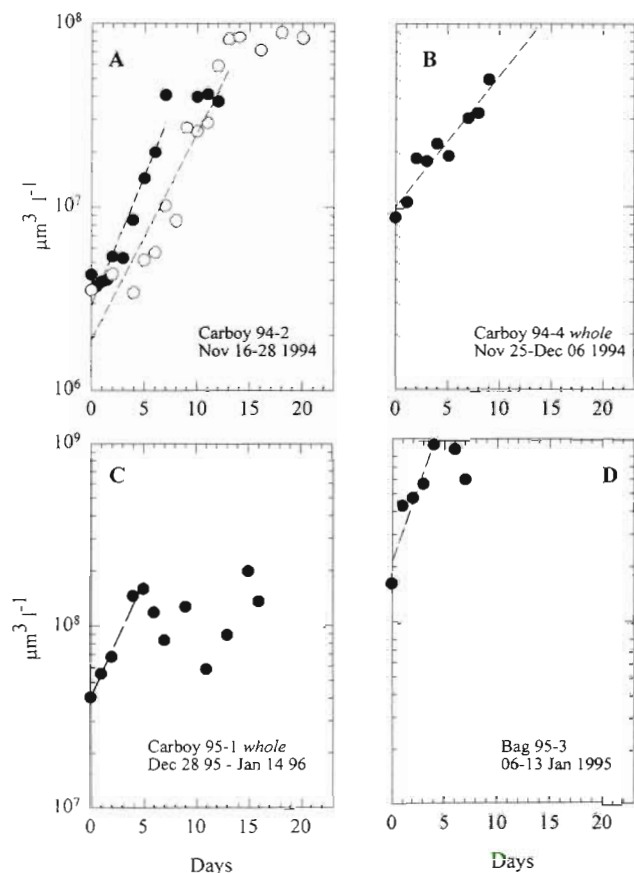 10^8
A
B
10^7
μm^3 l^-1
Carboy 94-2
Nov 16-28 1994
Carboy 94-4 whole
Nov 25-Dec 06 1994
10^6
0 5 10 15 20
0 5 10 15 20
10^9
C
D
10^8
μm^3 l^-1
Carboy 95-1 whole
Dec 28 95 - Jan 14 96
Bag 95-3
06-13 Jan 1995
10^7
0 5 10 15 20
0 5 10 15 20
Days
Days